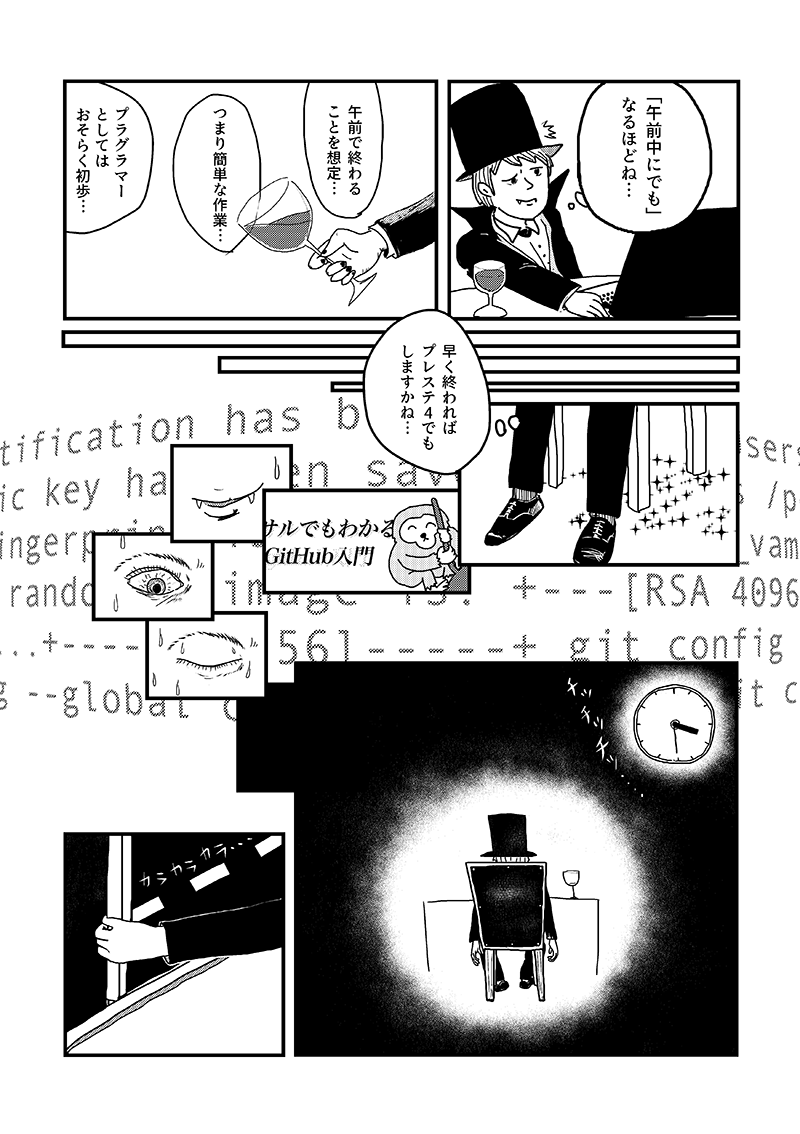 「午前中にでも」
なるほどね…
午前で終わる
ことを想定…
つまり簡単な作業…
プラグラマー
としては
おそらく初歩…
早く終われば
プレステ4でも
しますかね…
tification has b
sers
ic key ha
en sav
s /p
ingerprin
_vam
rando
image is: +---[RSA 4096
...+----
56]-----+ git config
g --global c
it c
サルでもわかる
GitHub入門
チッ
チッ
チッ……
カラカラカラ...